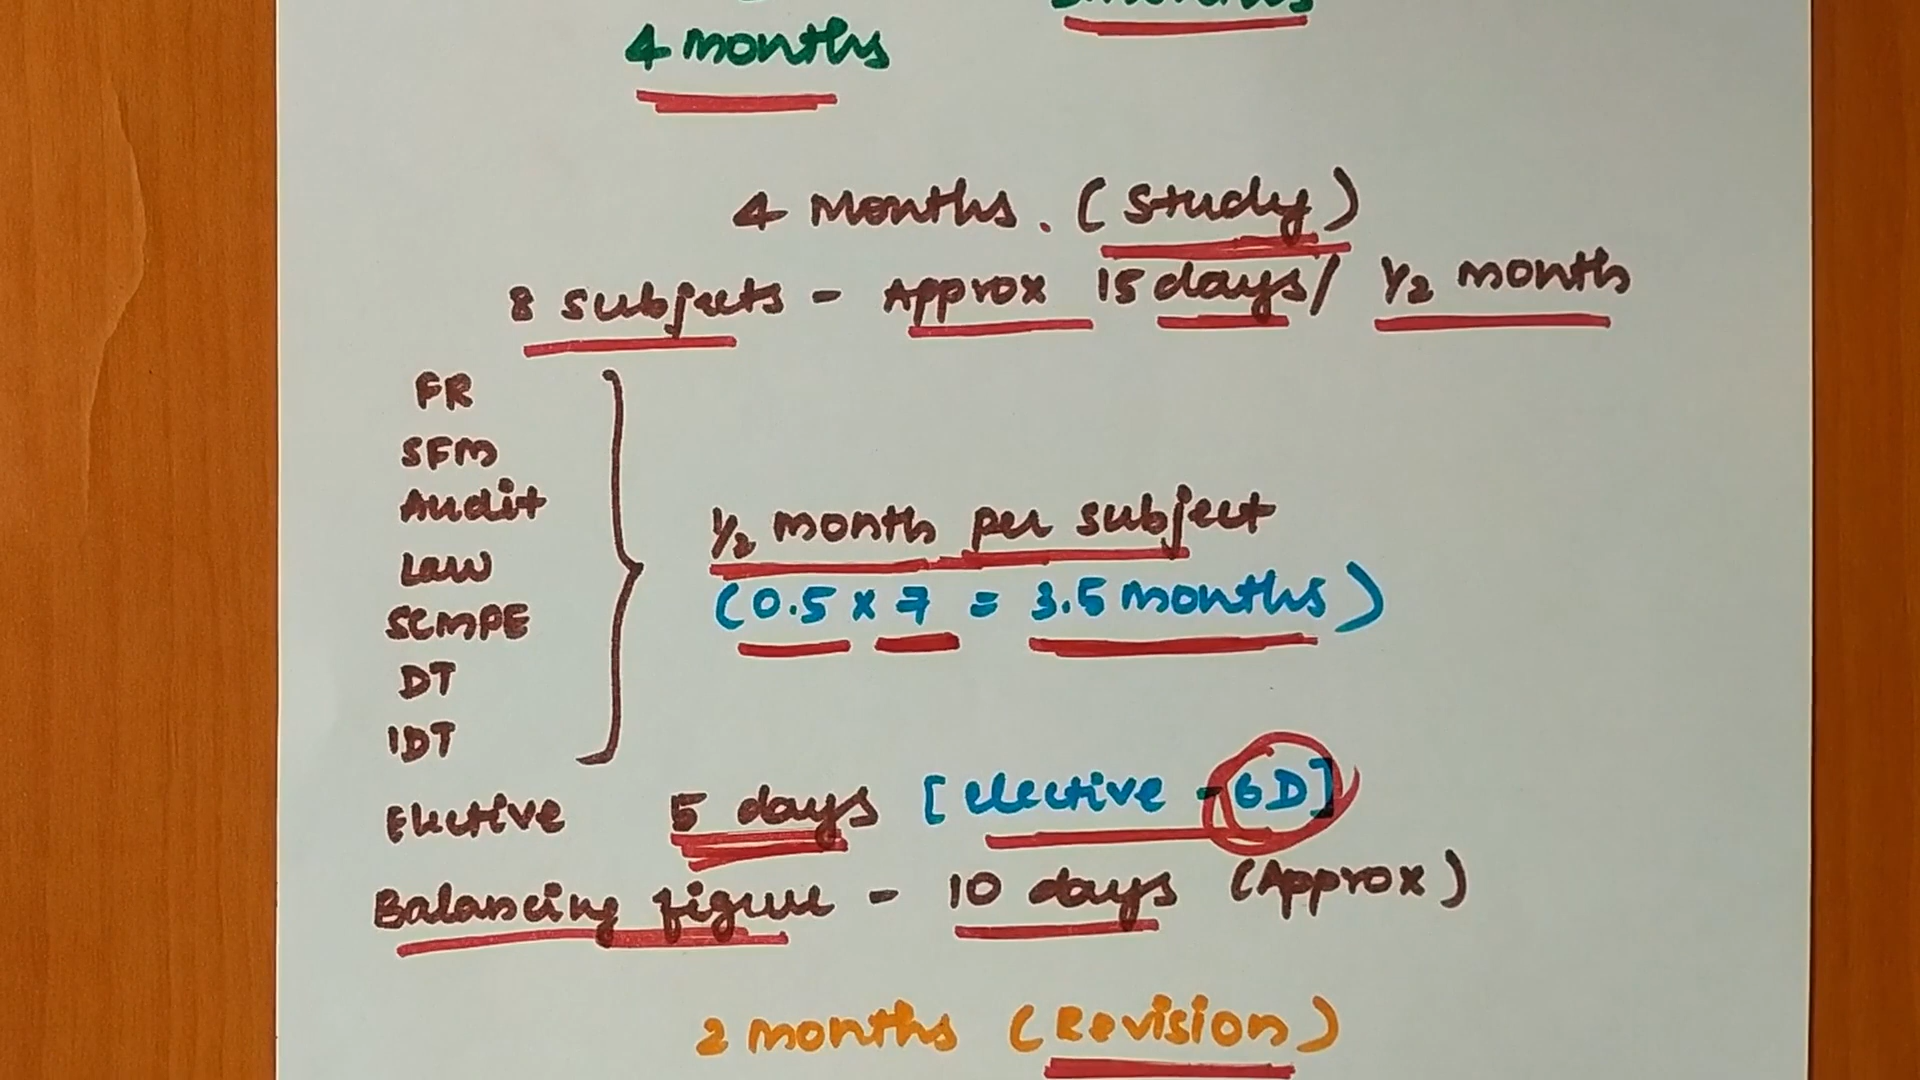 4 months
4 Months. (Study)
8 subjects - Approx 15 days/ 1/2 month
FR
SFM
Audit
Law
SCMPE
DT
IDT
1/2 month per subject
(0.5 x 7 = 3.5 months)
Elective 5 days [elective - 6D]
Balancing figure - 10 days (Approx)
2 months (Revision)